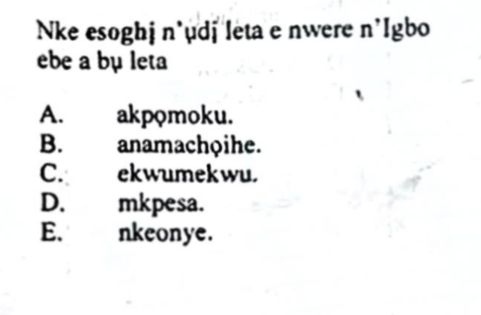 Nke esoghị n'ụdị leta e nwere n'Igbo
ebe a bụ leta
A. akpọmoku.
B. anamachọihe.
C. ekwumekwu.
D. mkpesa.
E. nkeonye.